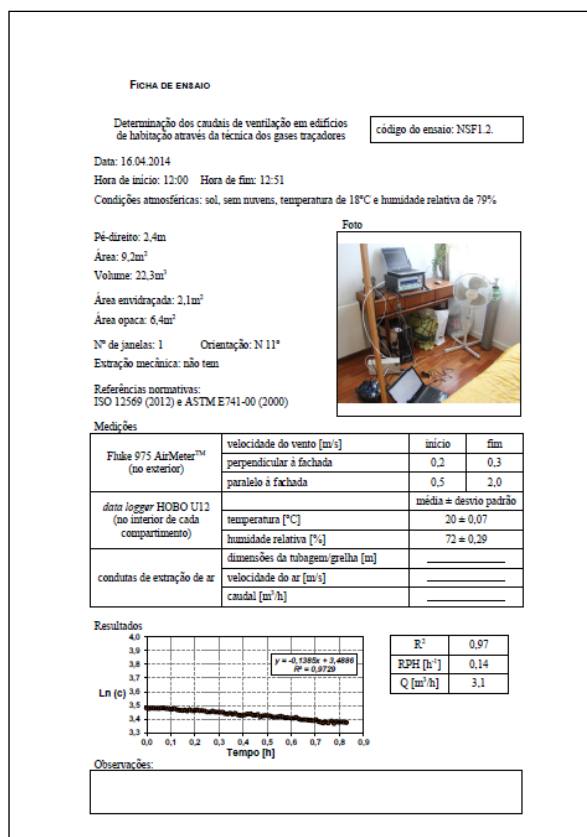 FICHA DE ENSAIO
Determinação dos caudais de ventilação em edifícios
de habitação através da técnica dos gases traçadores
código do ensaio: NSF1.2.
Data: 16.04.2014
Hora de início: 12:00 Hora de fim: 12:51
Condições atmosféricas: sol, sem nuvens, temperatura de 18°C e humidade relativa de 79%
Foto
Pé-direito: 2,4m
Área: 9,2m²
Volume: 22,3m³
Área envidraçada: 2,1m²
Área opaca: 6,4m²
Nº de janelas: 1 Orientação: N 11°
Extração mecânica: não tem
Referências normativas:
ISO 12569 (2012) e ASTM E741-00 (2000)
Medições
Fluke 975 AirMeter™
(no exterior)
velocidade do vento [m/s] início fim
perpendicular à fachada 0,2 0,3
paralelo à fachada 0,5 2,0
data logger HOBO U12
(no interior de cada
compartimento)
média ± desvio padrão
temperatura [°C] 20 ± 0,07
humidade relativa [%] 72 ± 0,29
condutas de extração de ar
dimensões da tubagem/grelha [m]
velocidade do ar [m/s]
caudal [m³/h]
Resultados
4,0
3,9
3,8
3,7
3,6
3,5
3,4
3,3
Ln (c)
y = -0,1385x + 3,4886
R² = 0,9729
0,0 0,1 0,2 0,3 0,4 0,5 0,6 0,7 0,8 0,9
Tempo [h]
R² 0,97
RPH [h⁻¹] 0,14
Q [m³/h] 3,1
Observações: